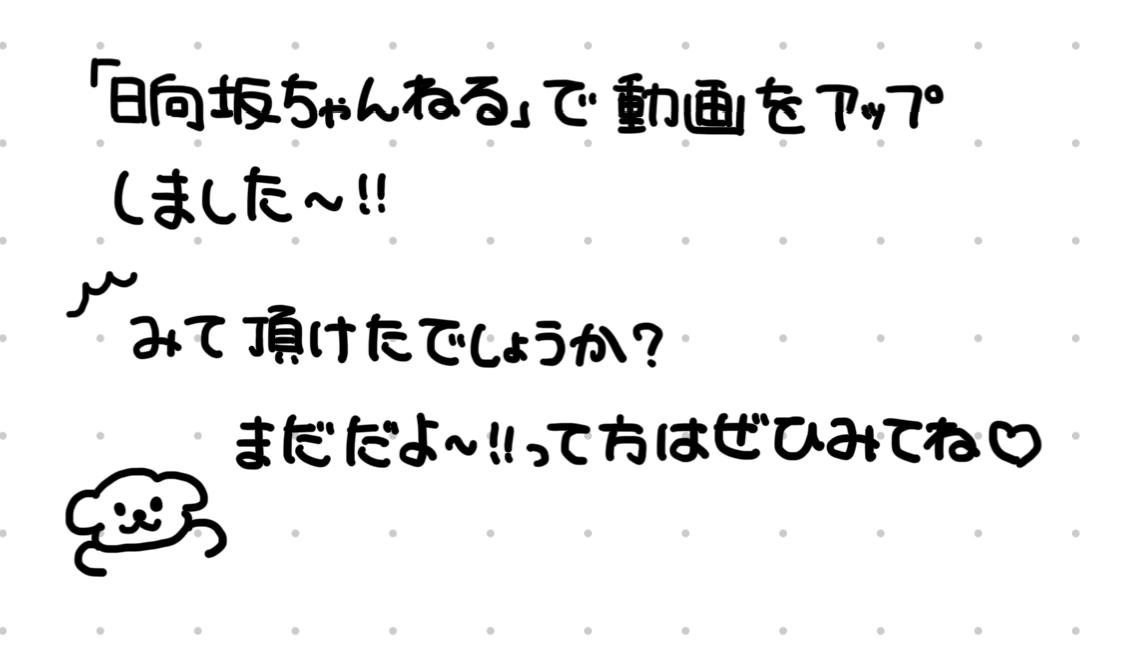 「日向坂ちゃんねる」で動画をアップ
しました~!!
みて頂けたでしょうか?
まだだよ~!!って方はぜひみてね♡